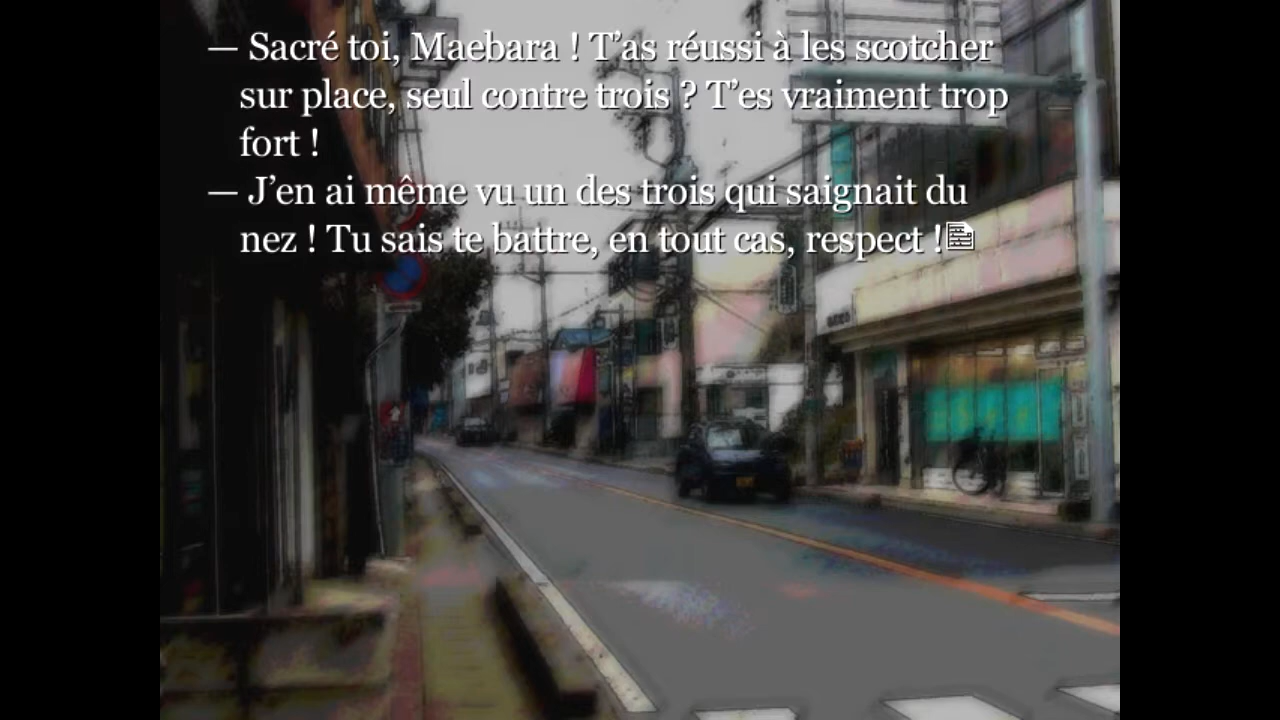 — Sacré toi, Maebara ! T’as réussi à les scotcher
sur place, seul contre trois ? T’es vraiment trop
fort !
— J’en ai même vu un des trois qui saignait du
nez ! Tu sais te battre, en tout cas, respect !